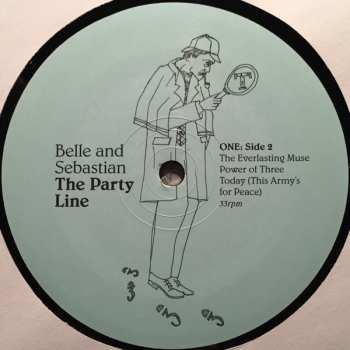 Belle and
Sebastian
The Party
Line
ONE: Side 2
The Everlasting Muse
Power of Three
Today (This Army's
for Peace)
33rpm
T